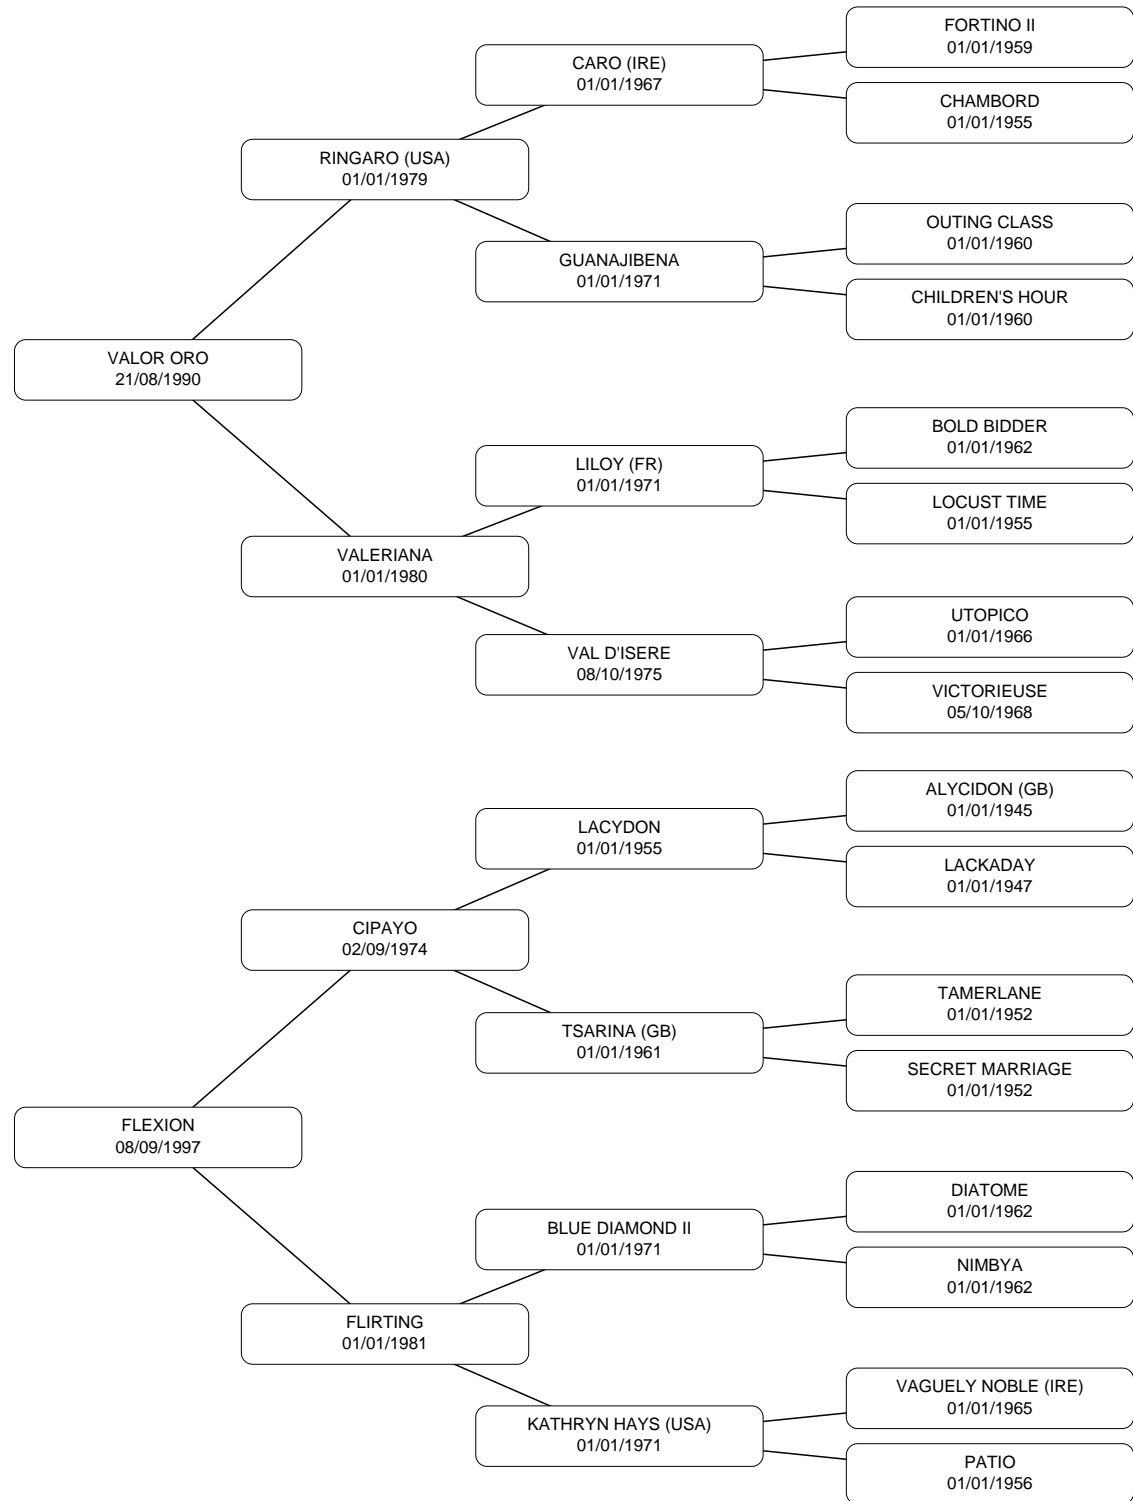 FORTINO II
01/01/1959
CARO (IRE)
01/01/1967
CHAMBORD
01/01/1955
RINGARO (USA)
01/01/1979
OUTING CLASS
01/01/1960
GUANAJIBENA
01/01/1971
CHILDREN'S HOUR
01/01/1960
VALOR ORO
21/08/1990
BOLD BIDDER
01/01/1962
LILOY (FR)
01/01/1971
LOCUST TIME
01/01/1955
VALERIANA
01/01/1980
UTOPICO
01/01/1966
VAL D'ISERE
08/10/1975
VICTORIEUSE
05/10/1968
ALYCIDON (GB)
01/01/1945
LACYDON
01/01/1955
LACKADAY
01/01/1947
CIPAYO
02/09/1974
TAMERLANE
01/01/1952
TSARINA (GB)
01/01/1961
SECRET MARRIAGE
01/01/1952
FLEXION
08/09/1997
DIATOME
01/01/1962
BLUE DIAMOND II
01/01/1971
NIMBYA
01/01/1962
FLIRTING
01/01/1981
VAGUELY NOBLE (IRE)
01/01/1965
KATHRYN HAYS (USA)
01/01/1971
PATIO
01/01/1956